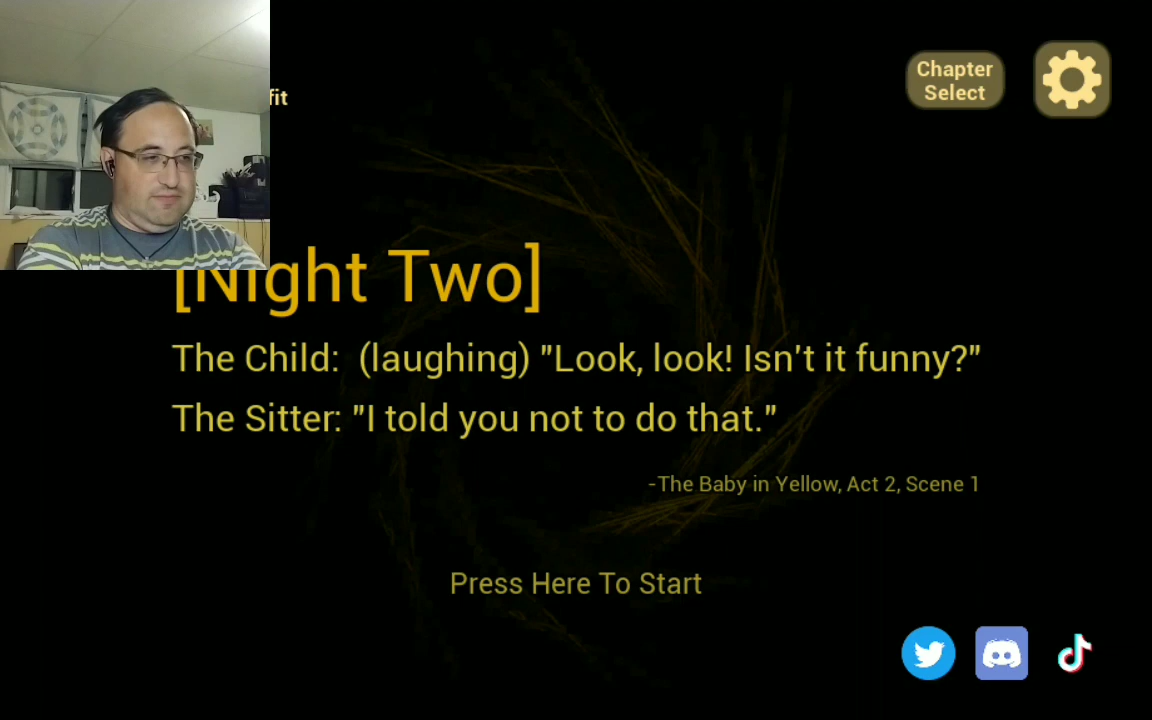 Chapter
Select
fit
[Night Two]
The Child:  (laughing) "Look, look! Isn't it funny?"
The Sitter: "I told you not to do that."
-The Baby in Yellow, Act 2, Scene 1
Press Here To Start